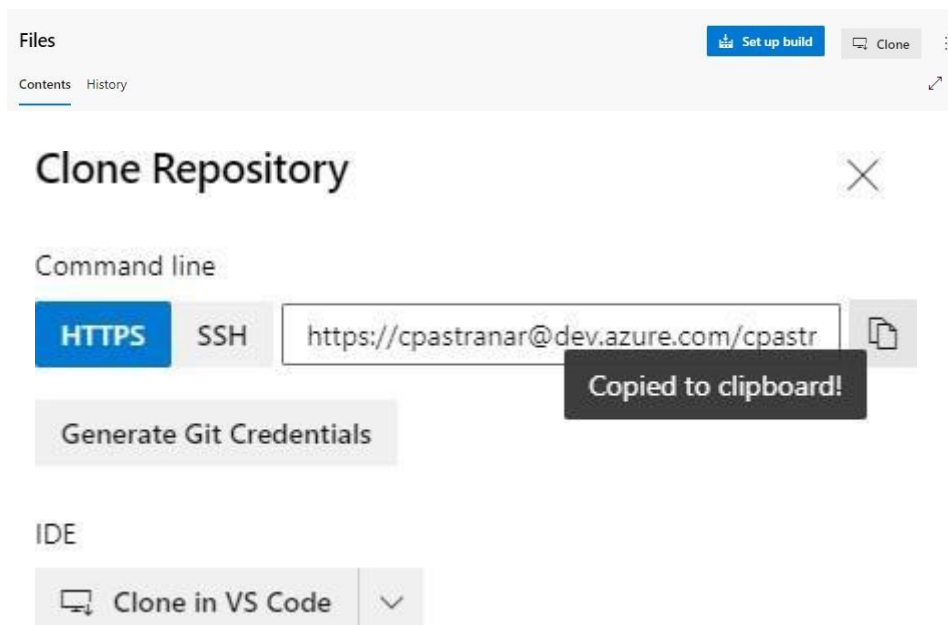 Files
Set up build
Clone
Contents History
Clone Repository
Command line
HTTPS SSH https://cpastranar@dev.azure.com/cpastr
Copied to clipboard!
Generate Git Credentials
IDE
Clone in VS Code